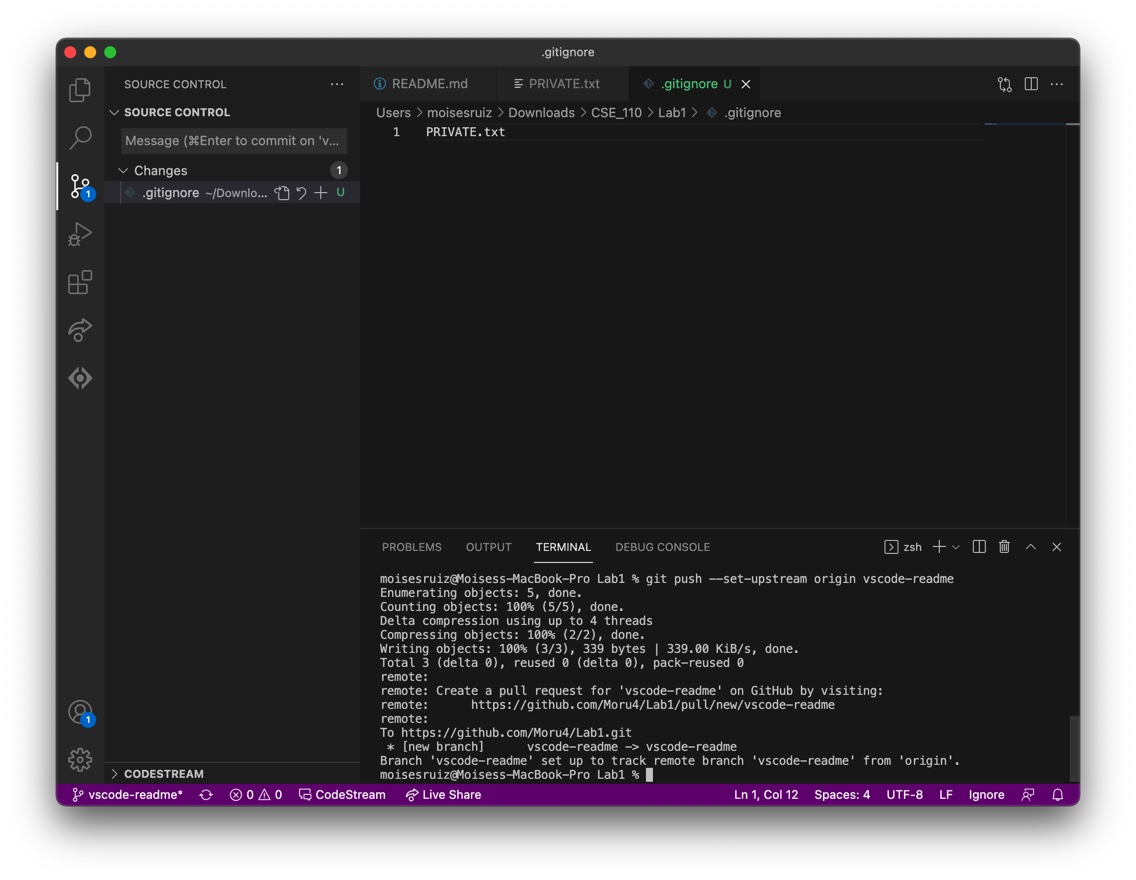 .gitignore
SOURCE CONTROL
README.md
PRIVATE.txt
.gitignore U
SOURCE CONTROL
Users > moisesruiz > Downloads > CSE_110 > Lab1 > .gitignore
1 PRIVATE.txt
Message (⌘Enter to commit on 'v...
Changes 1
.gitignore ~/Downlo... U
1
PROBLEMS OUTPUT TERMINAL DEBUG CONSOLE zsh
moisesruiz@Moisess-MacBook-Pro Lab1 % git push --set-upstream origin vscode-readme
Enumerating objects: 5, done.
Counting objects: 100% (5/5), done.
Delta compression using up to 4 threads
Compressing objects: 100% (2/2), done.
Writing objects: 100% (3/3), 339 bytes | 339.00 KiB/s, done.
Total 3 (delta 0), reused 0 (delta 0), pack-reused 0
remote:
remote: Create a pull request for 'vscode-readme' on GitHub by visiting:
remote:      https://github.com/Moru4/Lab1/pull/new/vscode-readme
remote:
To https://github.com/Moru4/Lab1.git
 * [new branch]      vscode-readme -> vscode-readme
Branch 'vscode-readme' set up to track remote branch 'vscode-readme' from 'origin'.
moisesruiz@Moisess-MacBook-Pro Lab1 %
1
CODESTREAM
vscode-readme* 0 0 CodeStream Live Share Ln 1, Col 12 Spaces: 4 UTF-8 LF Ignore